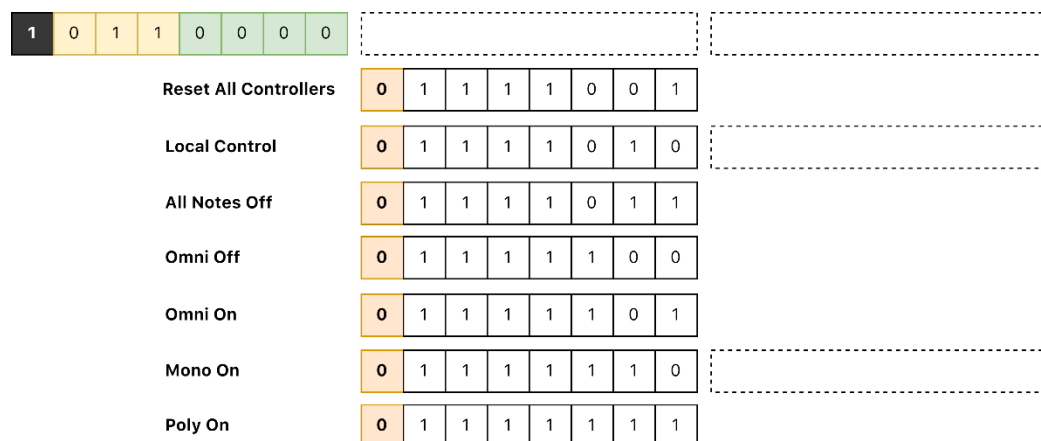 1 0 1 1 0 0 0 0
Reset All Controllers 0 1 1 1 1 0 0 1
Local Control 0 1 1 1 1 0 1 0
All Notes Off 0 1 1 1 1 0 1 1
Omni Off 0 1 1 1 1 1 0 0
Omni On 0 1 1 1 1 1 0 1
Mono On 0 1 1 1 1 1 1 0
Poly On 0 1 1 1 1 1 1 1